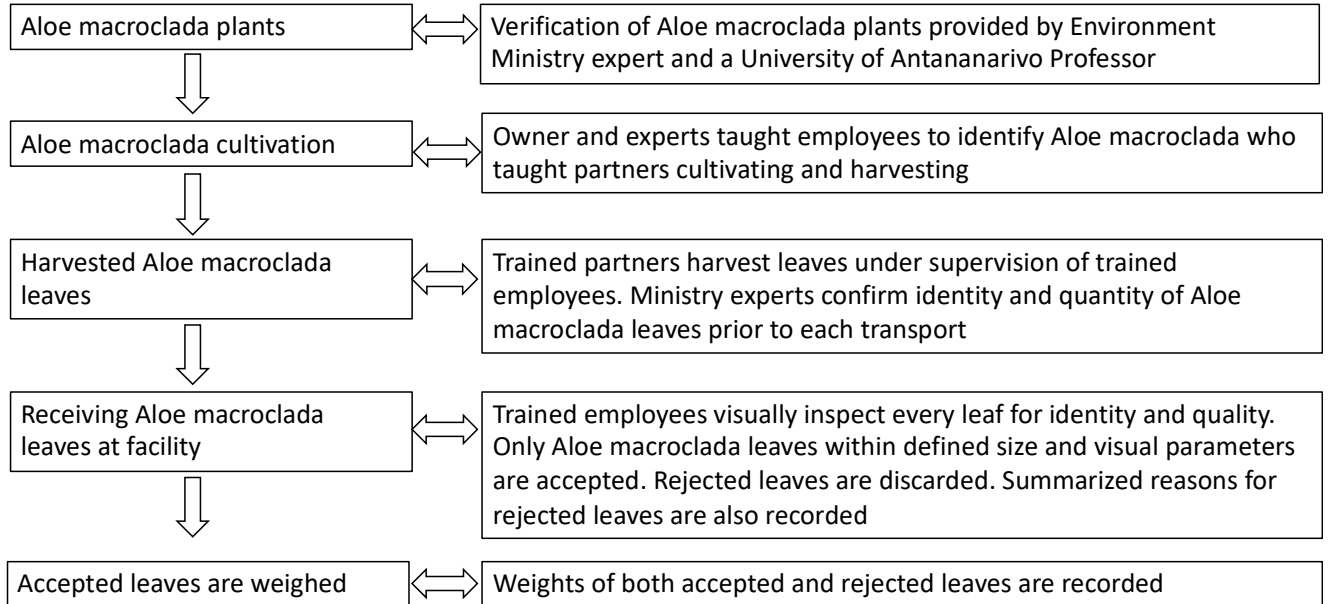 Aloe macroclada plants
Verification of Aloe macroclada plants provided by Environment
Ministry expert and a University of Antananarivo Professor
Aloe macroclada cultivation
Owner and experts taught employees to identify Aloe macroclada who
taught partners cultivating and harvesting
Harvested Aloe macroclada
leaves
Trained partners harvest leaves under supervision of trained
employees. Ministry experts confirm identity and quantity of Aloe
macroclada leaves prior to each transport
Receiving Aloe macroclada
leaves at facility
Trained employees visually inspect every leaf for identity and quality.
Only Aloe macroclada leaves within defined size and visual parameters
are accepted. Rejected leaves are discarded. Summarized reasons for
rejected leaves are also recorded
Accepted leaves are weighed
Weights of both accepted and rejected leaves are recorded